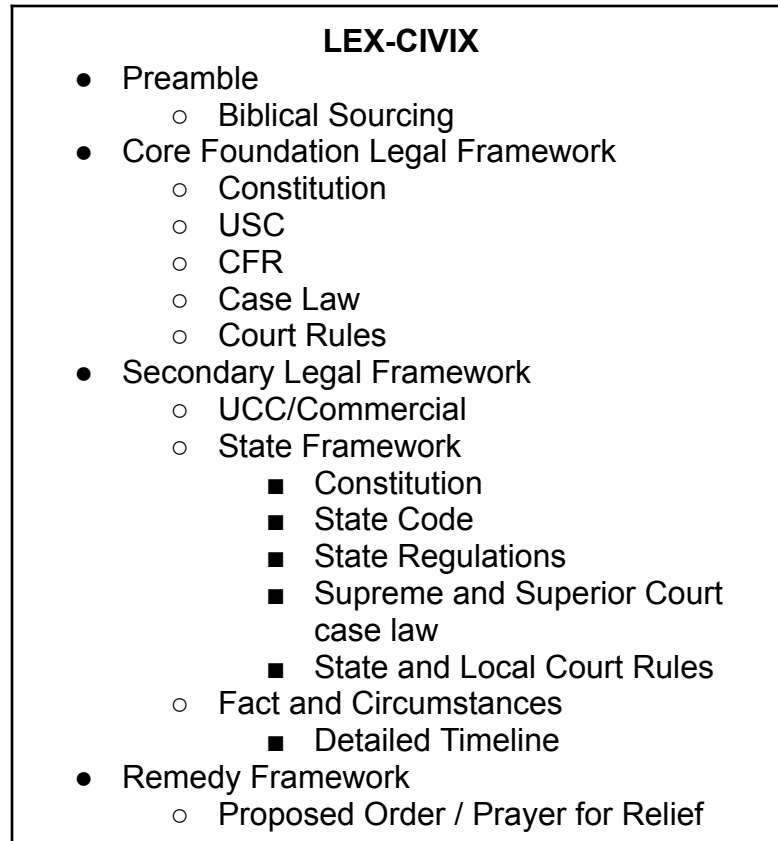 LEX-CIVIX
● Preamble
○ Biblical Sourcing
● Core Foundation Legal Framework
○ Constitution
○ USC
○ CFR
○ Case Law
○ Court Rules
● Secondary Legal Framework
○ UCC/Commercial
○ State Framework
■ Constitution
■ State Code
■ State Regulations
■ Supreme and Superior Court
case law
■ State and Local Court Rules
○ Fact and Circumstances
■ Detailed Timeline
● Remedy Framework
○ Proposed Order / Prayer for Relief